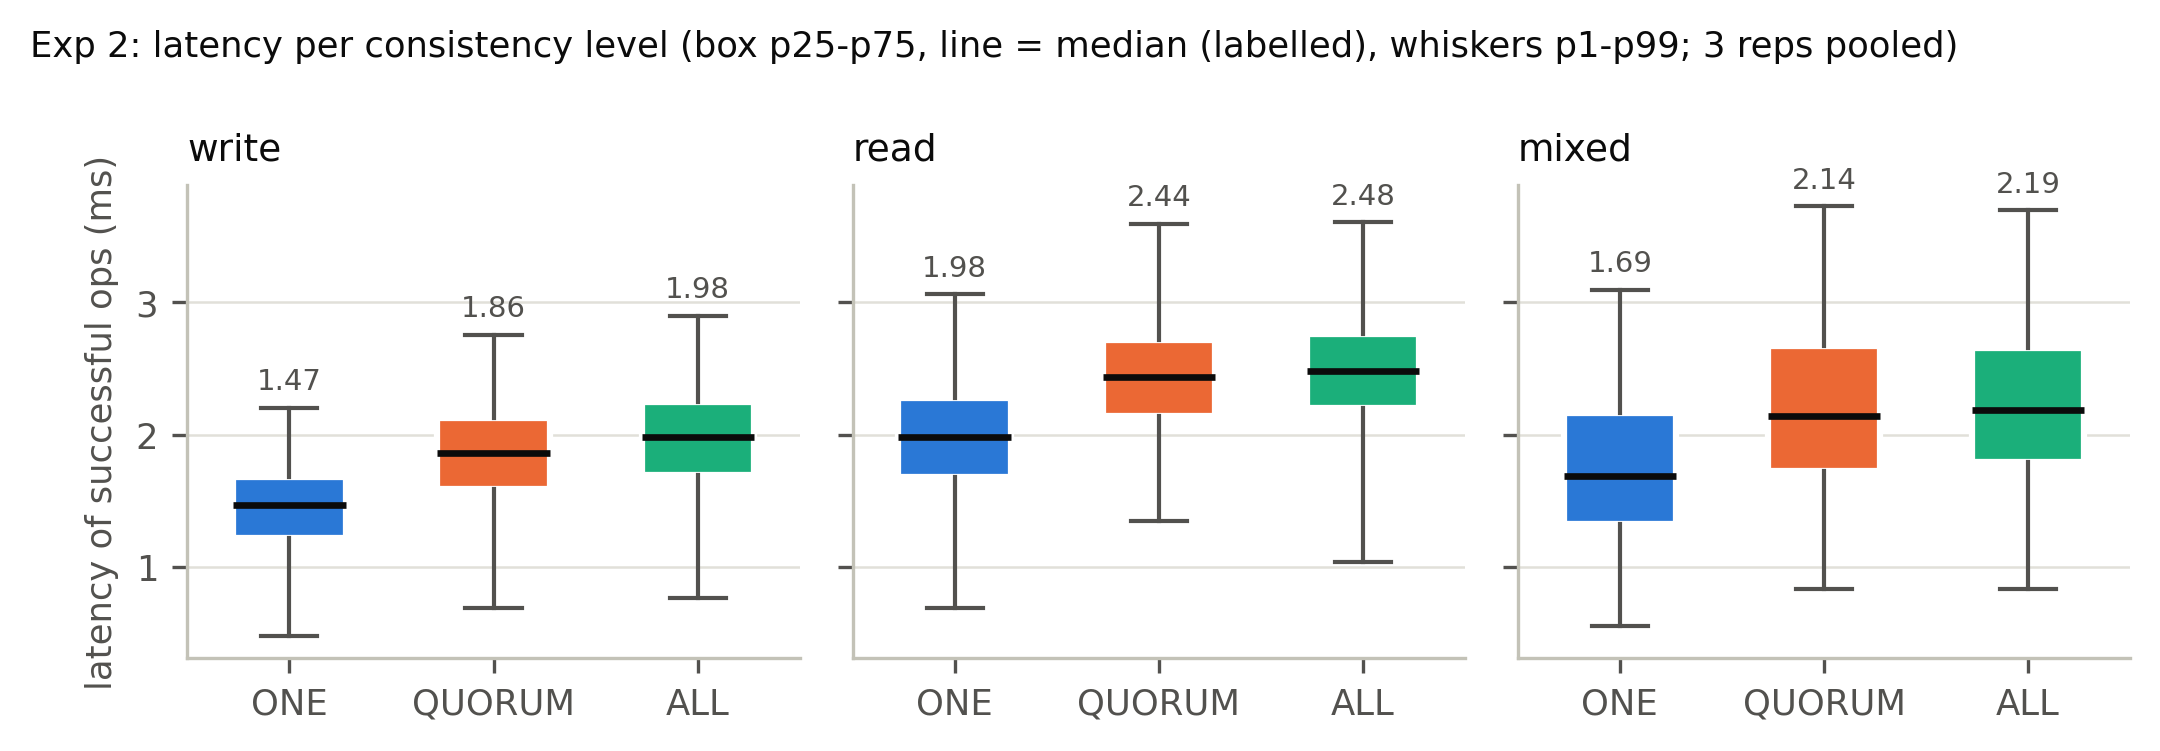 Exp 2: latency per consistency level (box p25-p75, line = median (labelled), whiskers p1-p99; 3 reps pooled)
write
read
mixed
latency of successful ops (ms)
3
2
1
1.47
1.86
1.98
1.98
2.44
2.48
1.69
2.14
2.19
ONE
QUORUM
ALL
ONE
QUORUM
ALL
ONE
QUORUM
ALL